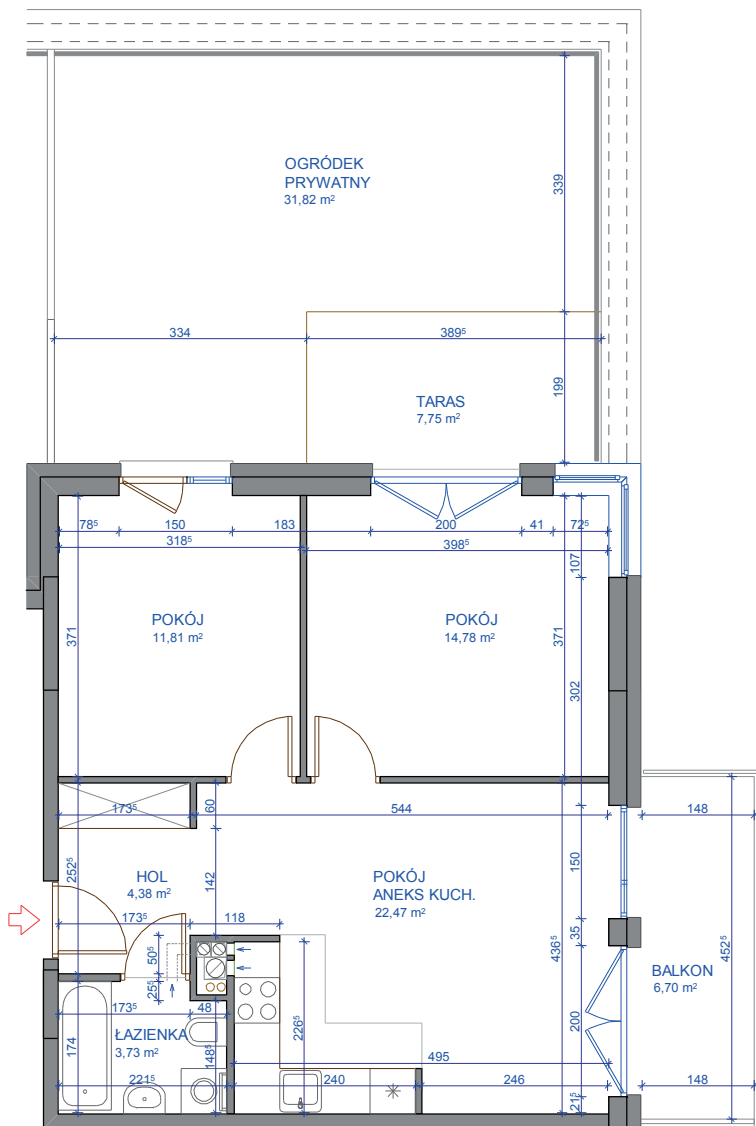 OGRÓDEK
PRYWATNY
31,82 m²
339
334
389⁵
199
TARAS
7,75 m²
78⁵
150
183
200
41
72⁵
318⁵
398⁵
107
POKÓJ
11,81 m²
POKÓJ
14,78 m²
371
371
302
173⁵
60
544
148
252⁵
HOL
4,38 m²
142
POKÓJ
ANEKS KUCH.
22,47 m²
150
173⁵
118
35
436⁵
452⁵
50⁵
25⁵
BALKON
6,70 m²
173⁵
48
200
174
ŁAZIENKA
3,73 m²
148⁵
226⁵
495
221⁵
240
246
21⁵
148